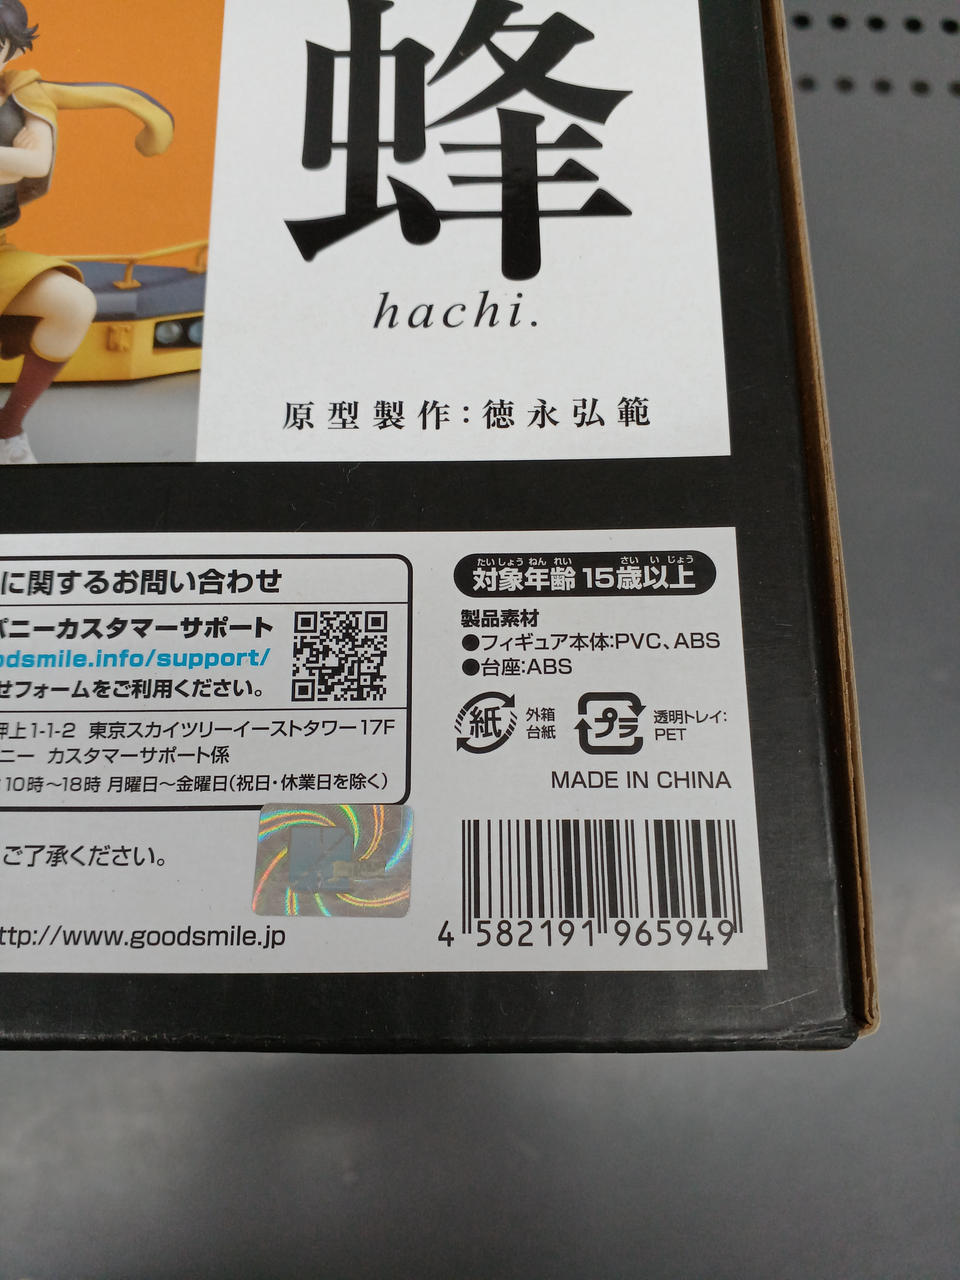 蜂
hachi.
原型製作:徳永弘範
に関するお問い合わせ
パニーカスタマーサポート
odsmile.info/support/
せフォームをご利用ください。
押上1-1-2 東京スカイツリーイーストタワー17F
ニー カスタマーサポート係
10時～18時 月曜日～金曜日(祝日・休業日を除く)
ご了承ください。
ttp://www.goodsmile.jp
たいしょうねんれい さいいじょう
対象年齢 15歳以上
製品素材
●フィギュア本体:PVC、ABS
●台座:ABS
紙 外箱
台紙
プラ 透明トレイ:
PET
MADE IN CHINA
4 582191 965949